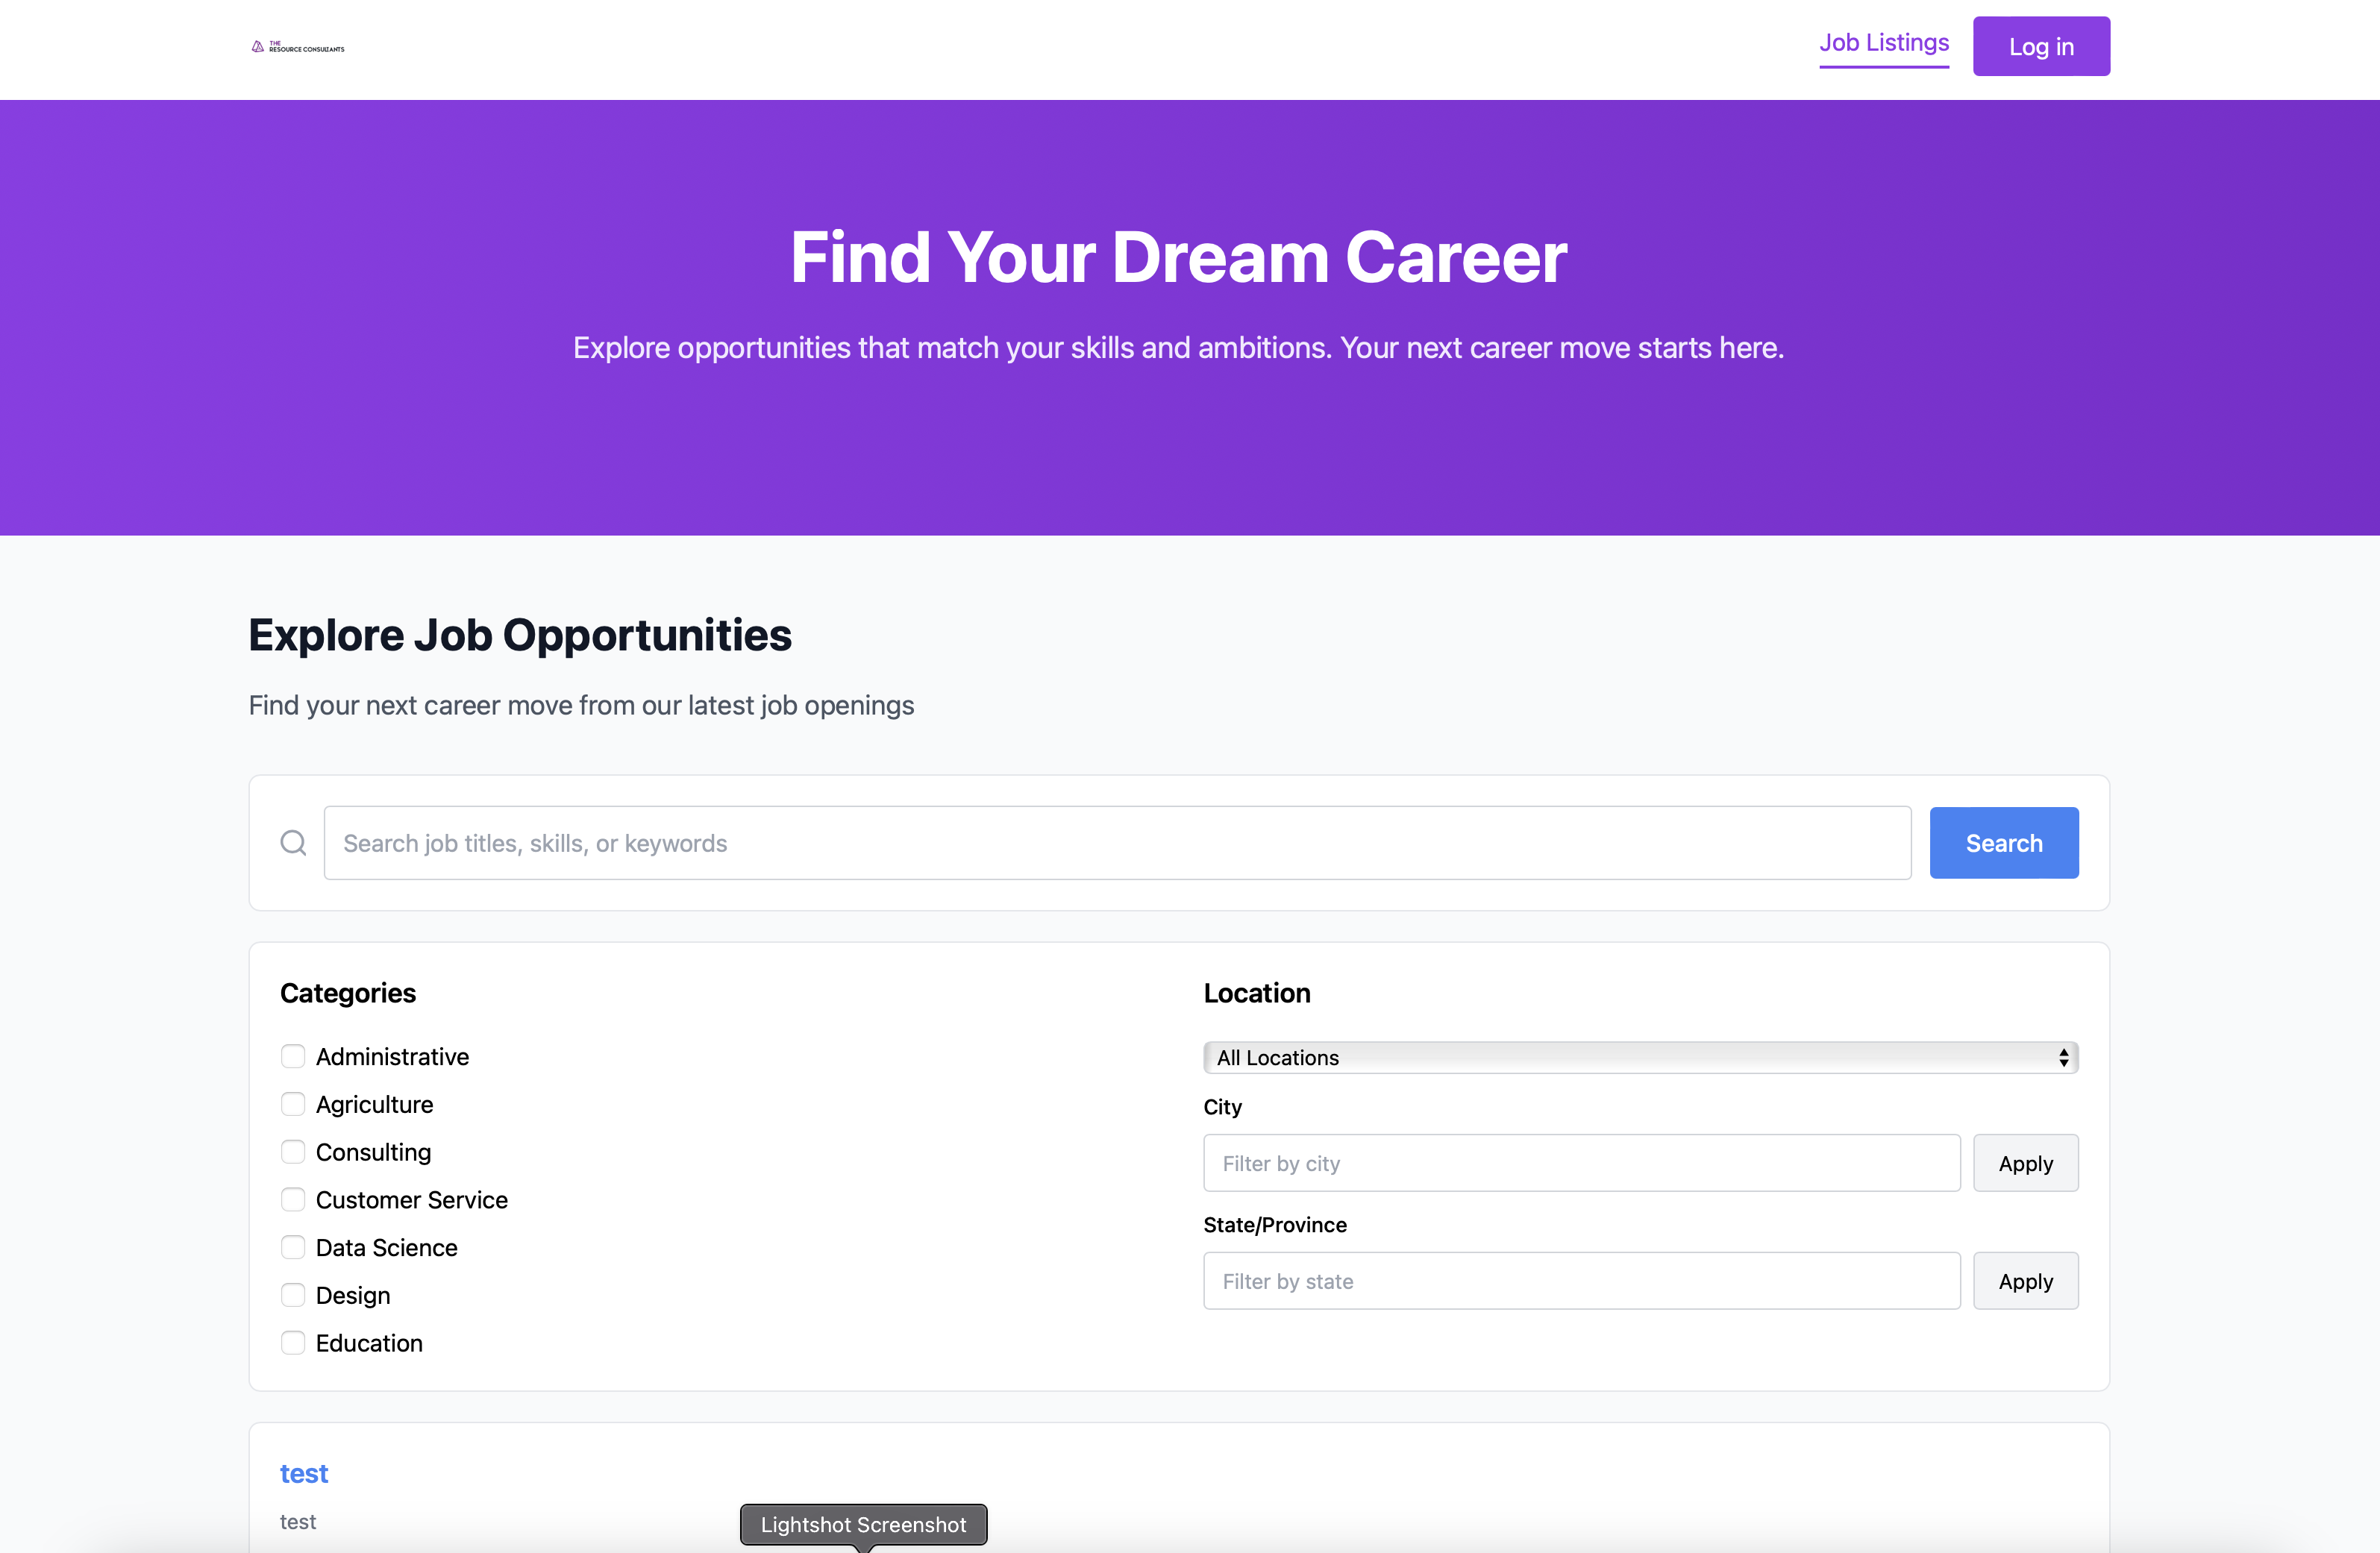 THE
RESOURCE CONSULTANTS
Job Listings
Log in
Find Your Dream Career
Explore opportunities that match your skills and ambitions. Your next career move starts here.
Explore Job Opportunities
Find your next career move from our latest job openings
Search job titles, skills, or keywords
Search
Categories
Administrative
Agriculture
Consulting
Customer Service
Data Science
Design
Education
Location
All Locations
City
Filter by city
Apply
State/Province
Filter by state
Apply
test
test
Lightshot Screenshot